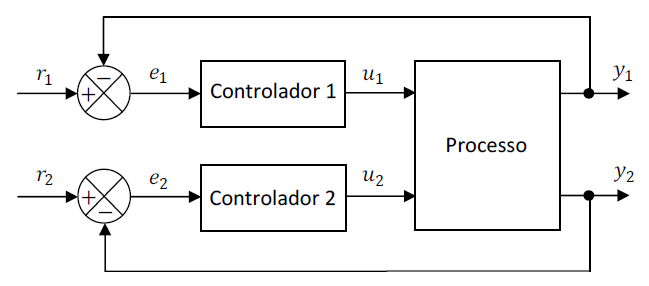 r₁ − + e₁ Controlador 1 u₁ y₁
Processo
r₂ + − e₂ Controlador 2 u₂ y₂